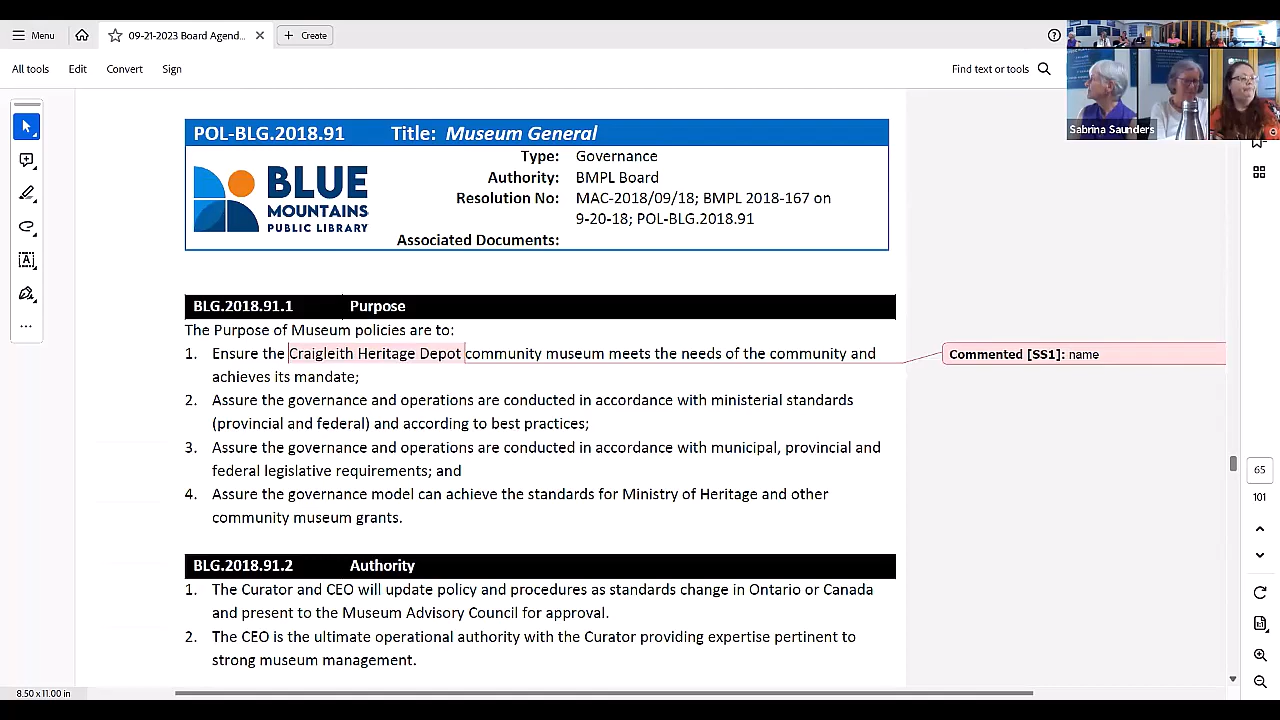 Menu
09-21-2023 Board Agend...
Create
All tools
Edit
Convert
Sign
Find text or tools
Sabrina Saunders
POL-BLG.2018.91 Title: Museum General
BLUE MOUNTAINS PUBLIC LIBRARY
Type: Governance
Authority: BMPL Board
Resolution No: MAC-2018/09/18; BMPL 2018-167 on
9-20-18; POL-BLG.2018.91
Associated Documents:
BLG.2018.91.1 Purpose
The Purpose of Museum policies are to:
1. Ensure the Craigleith Heritage Depot community museum meets the needs of the community and
achieves its mandate;
Commented [SS1]: name
2. Assure the governance and operations are conducted in accordance with ministerial standards
(provincial and federal) and according to best practices;
3. Assure the governance and operations are conducted in accordance with municipal, provincial and
federal legislative requirements; and
4. Assure the governance model can achieve the standards for Ministry of Heritage and other
community museum grants.
BLG.2018.91.2 Authority
1. The Curator and CEO will update policy and procedures as standards change in Ontario or Canada
and present to the Museum Advisory Council for approval.
2. The CEO is the ultimate operational authority with the Curator providing expertise pertinent to
strong museum management.
65
101
8.50 x 11.00 in